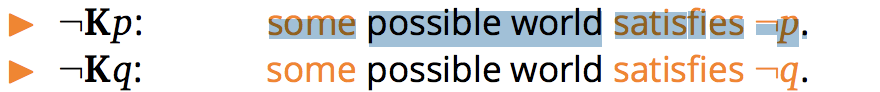 ▶ ¬Kp: some possible world satisfies ¬p.
▶ ¬Kq: some possible world satisfies ¬q.